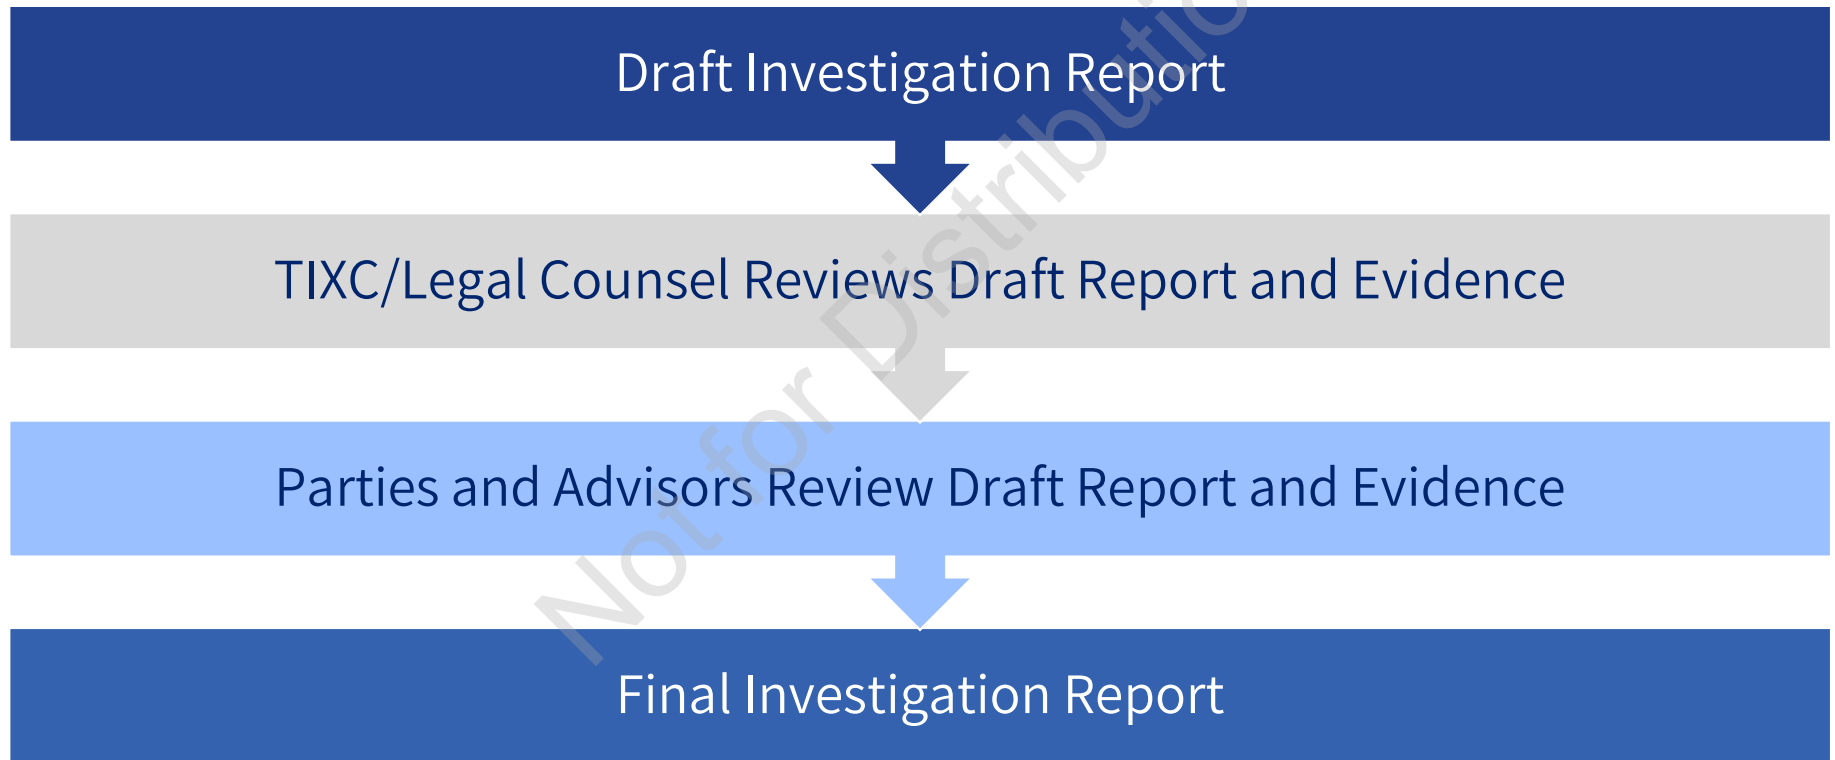 Draft Investigation Report
TIXC/Legal Counsel Reviews Draft Report and Evidence
Parties and Advisors Review Draft Report and Evidence
Final Investigation Report
Not for Distributio